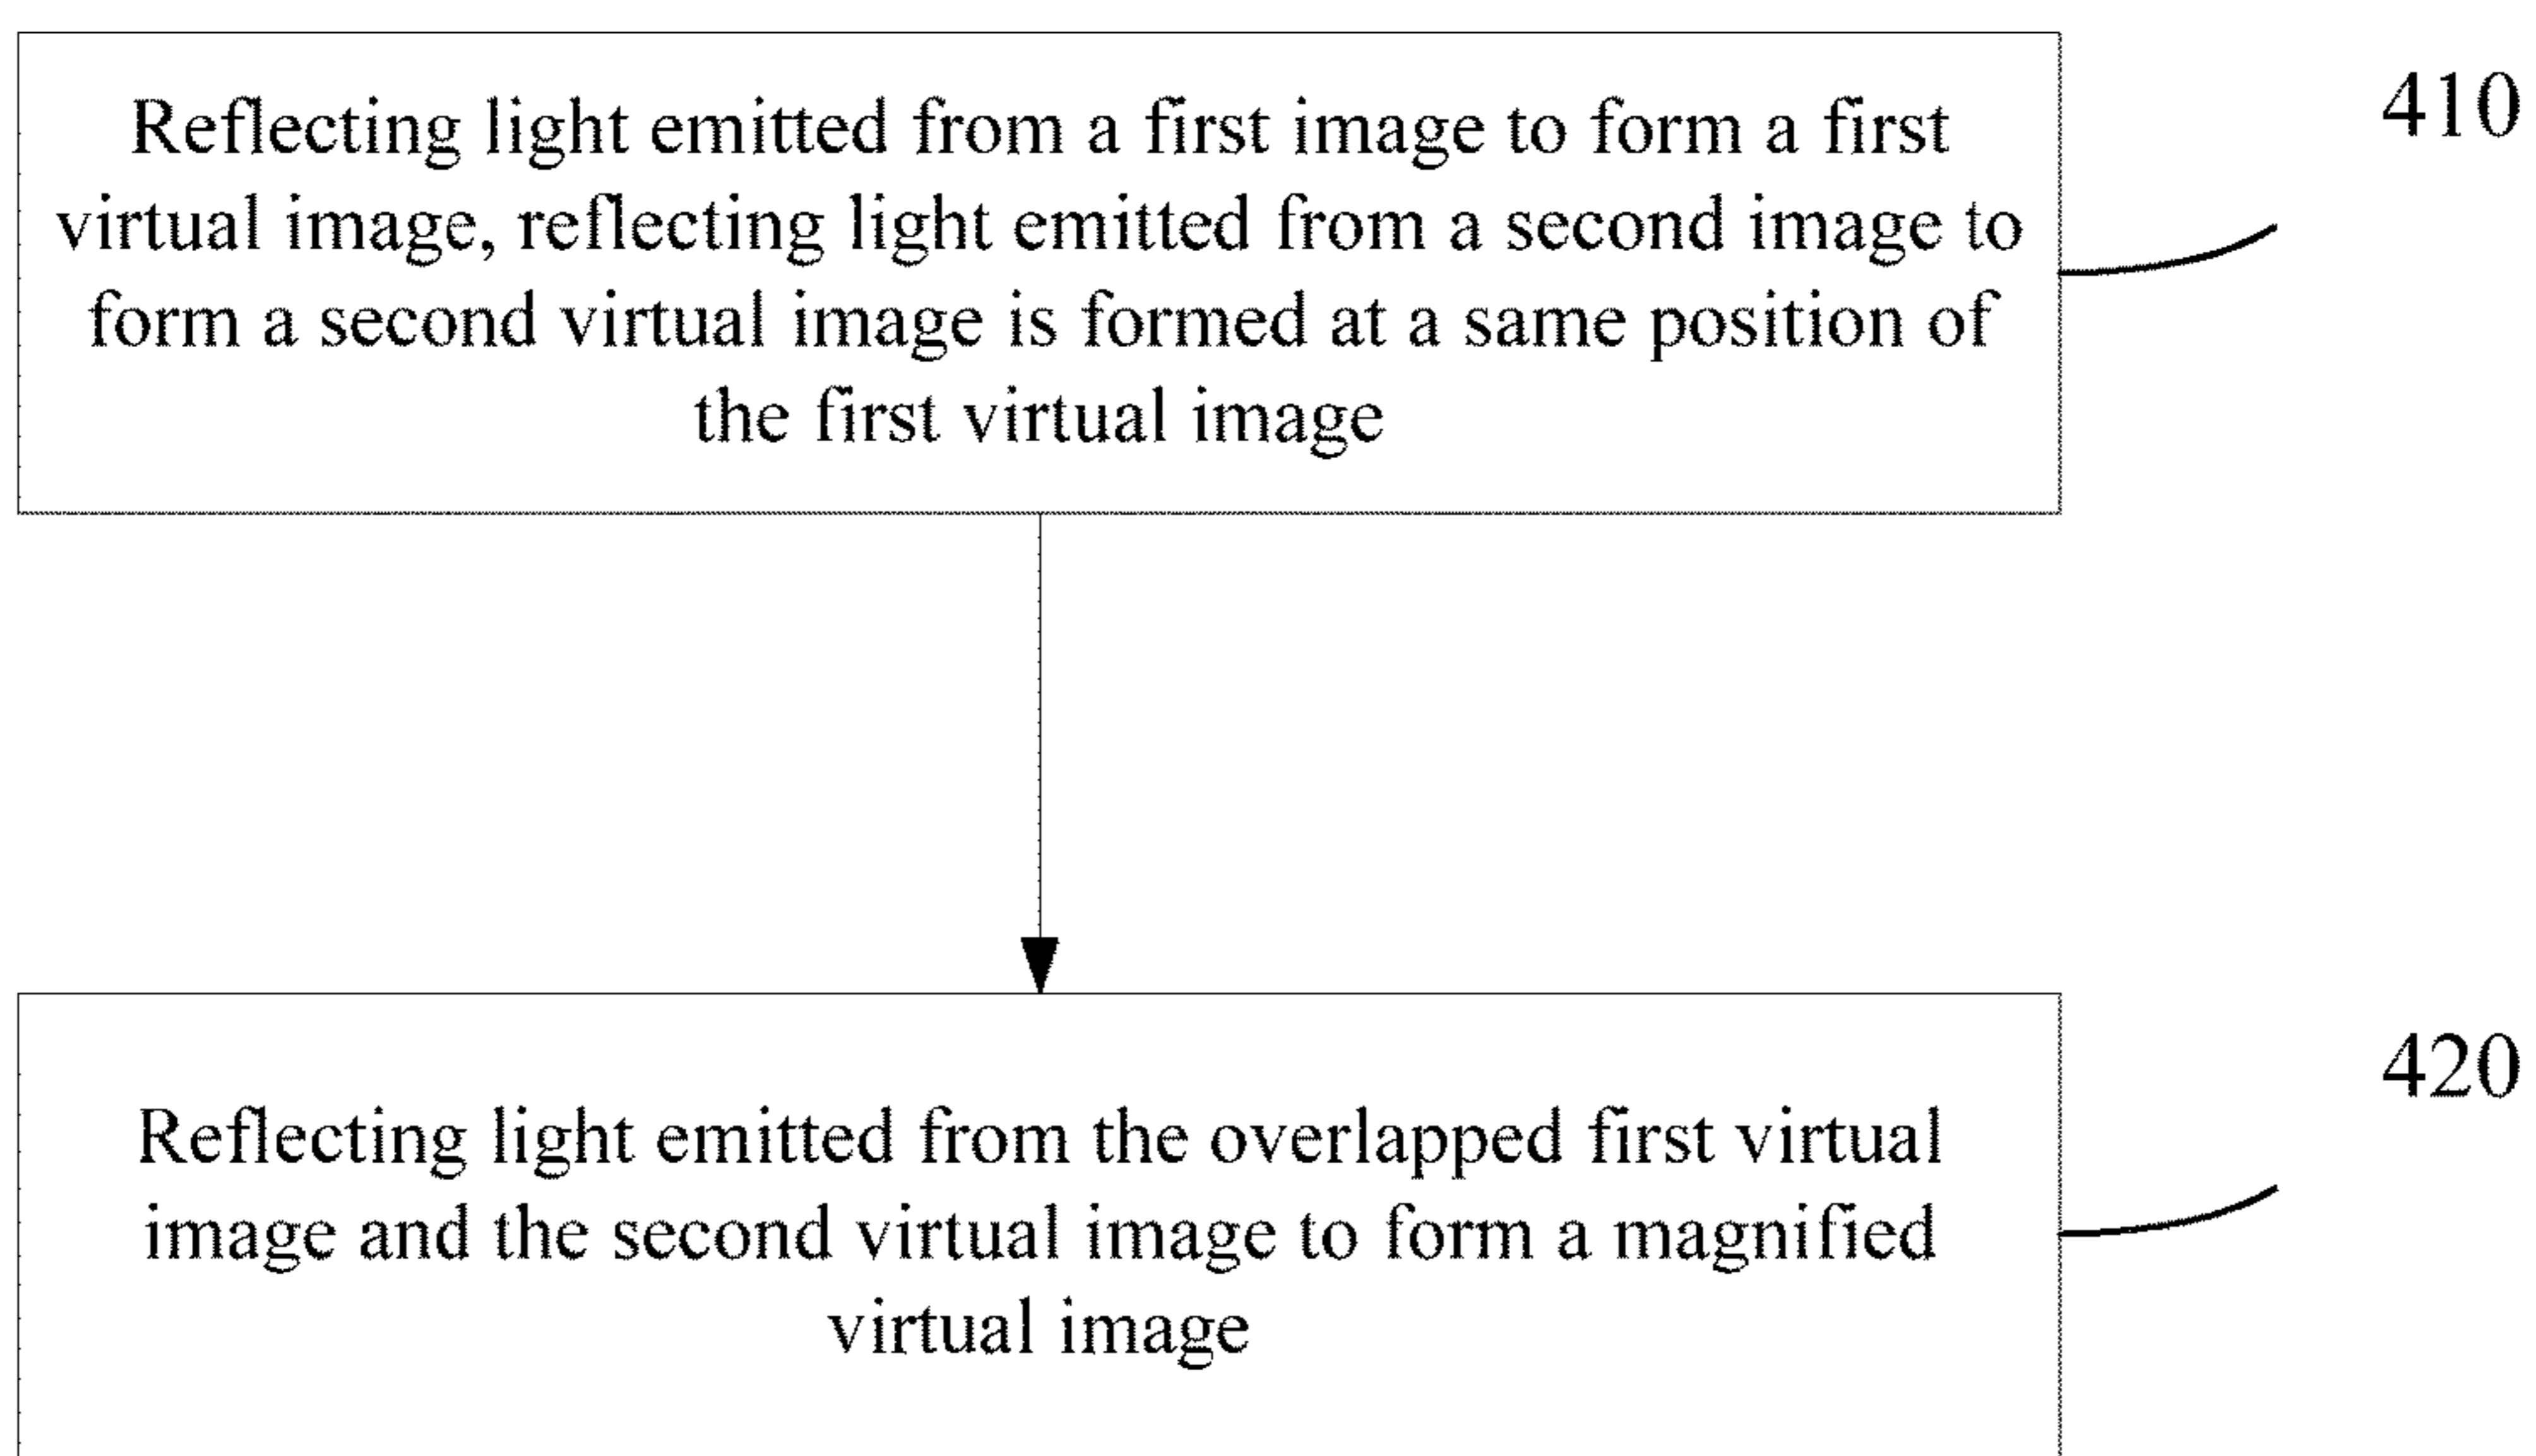 Reflecting light emitted from a first image to form a first
virtual image, reflecting light emitted from a second image to
form a second virtual image is formed at a same position of
the first virtual image
410
Reflecting light emitted from the overlapped first virtual
image and the second virtual image to form a magnified
virtual image
420